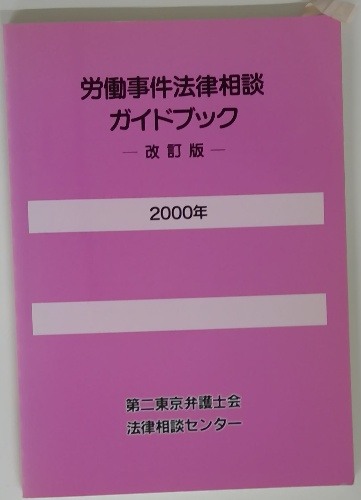 労働事件法律相談
ガイドブック
― 改訂版 ―
2000年
第二東京弁護士会
法律相談センター